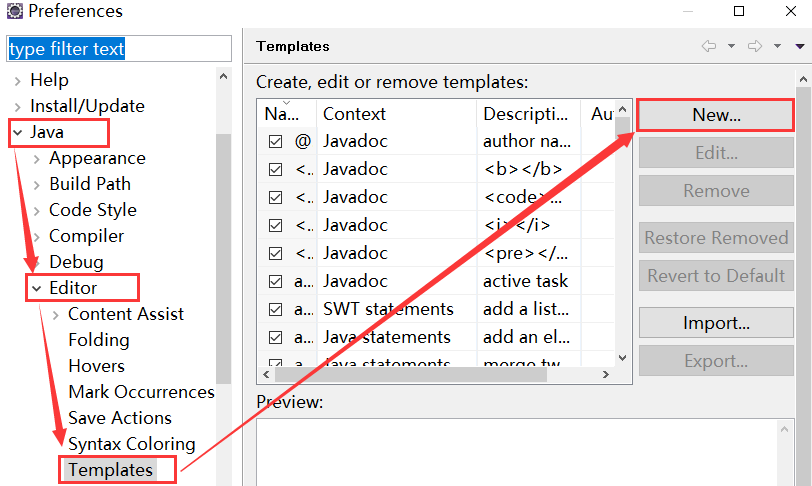 Preferences
type filter text
Help
Install/Update
Java
Appearance
Build Path
Code Style
Compiler
Debug
Editor
Content Assist
Folding
Hovers
Mark Occurrences
Save Actions
Syntax Coloring
Templates
Templates
Create, edit or remove templates:
Na... Context Descripti... Au
@ Javadoc author na...
<.. Javadoc <b></b>
<.. Javadoc <code>...
<.. Javadoc <i></i>
<.. Javadoc <pre></...
a... Javadoc active task
a... SWT statements add a list...
a... Java statements add an el...
a... Java statements merge tw...
New...
Edit...
Remove
Restore Removed
Revert to Default
Import...
Export...
Preview: